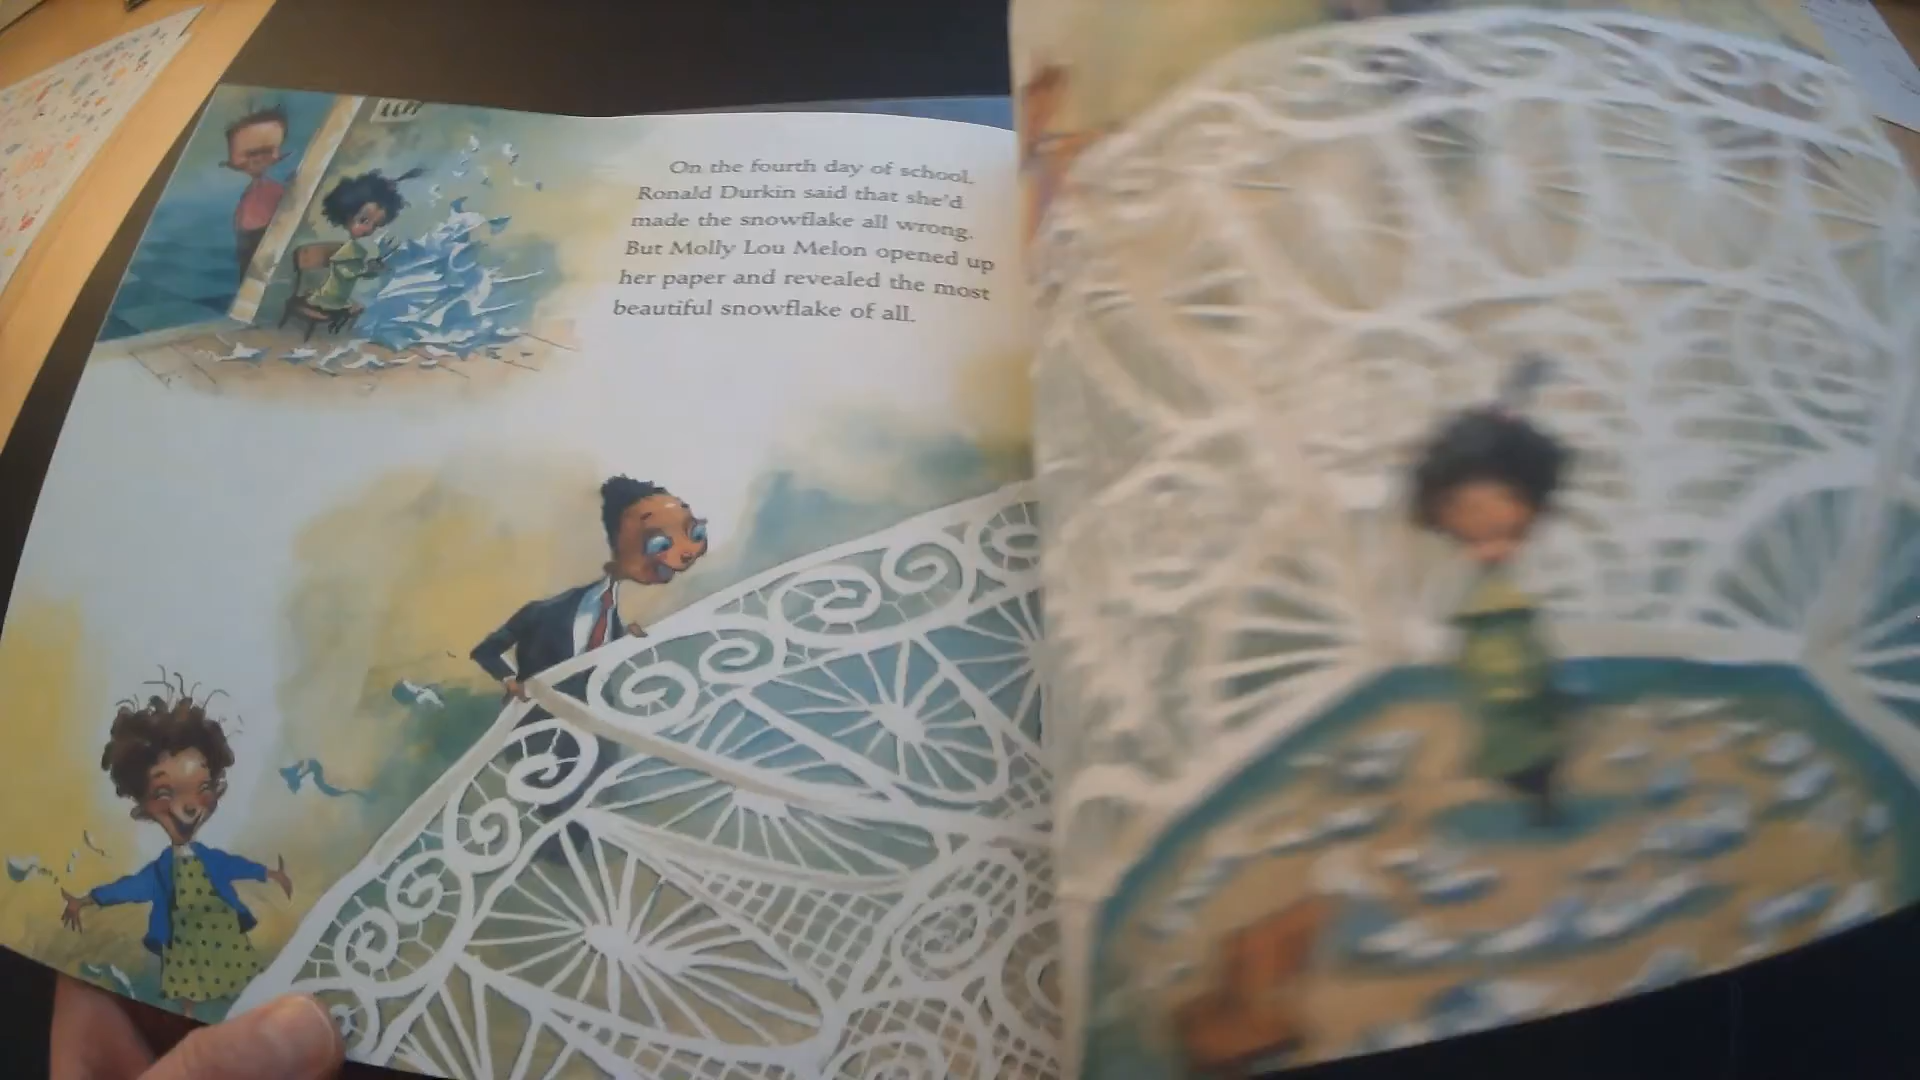 On the fourth day of school,
Ronald Durkin said that she'd
made the snowflake all wrong.
But Molly Lou Melon opened up
her paper and revealed the most
beautiful snowflake of all.